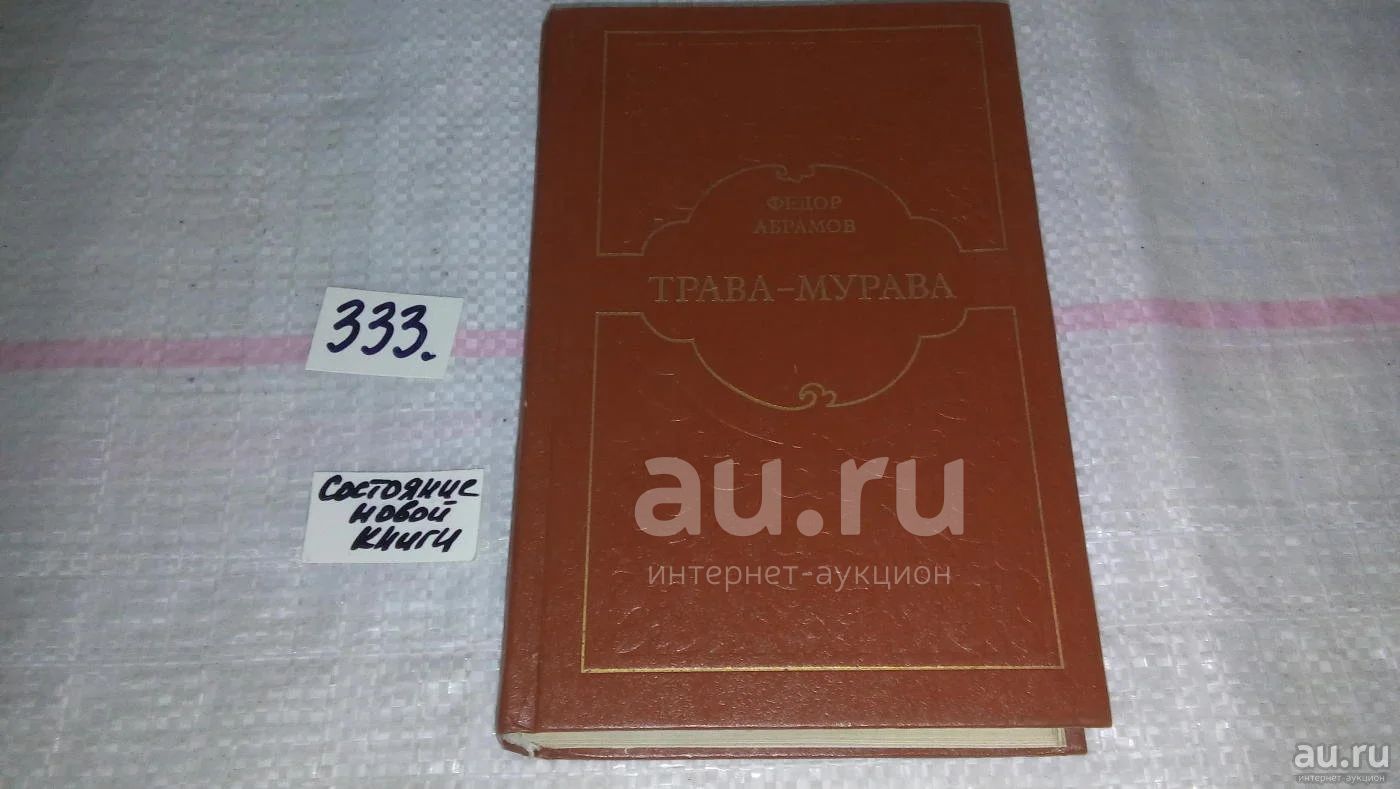 ФЕДОР
АБРАМОВ
ТРАВА-МУРАВА
333.
Состояние
новой
книги
au.ru
интернет-аукцион
au.ru
интернет-аукцион